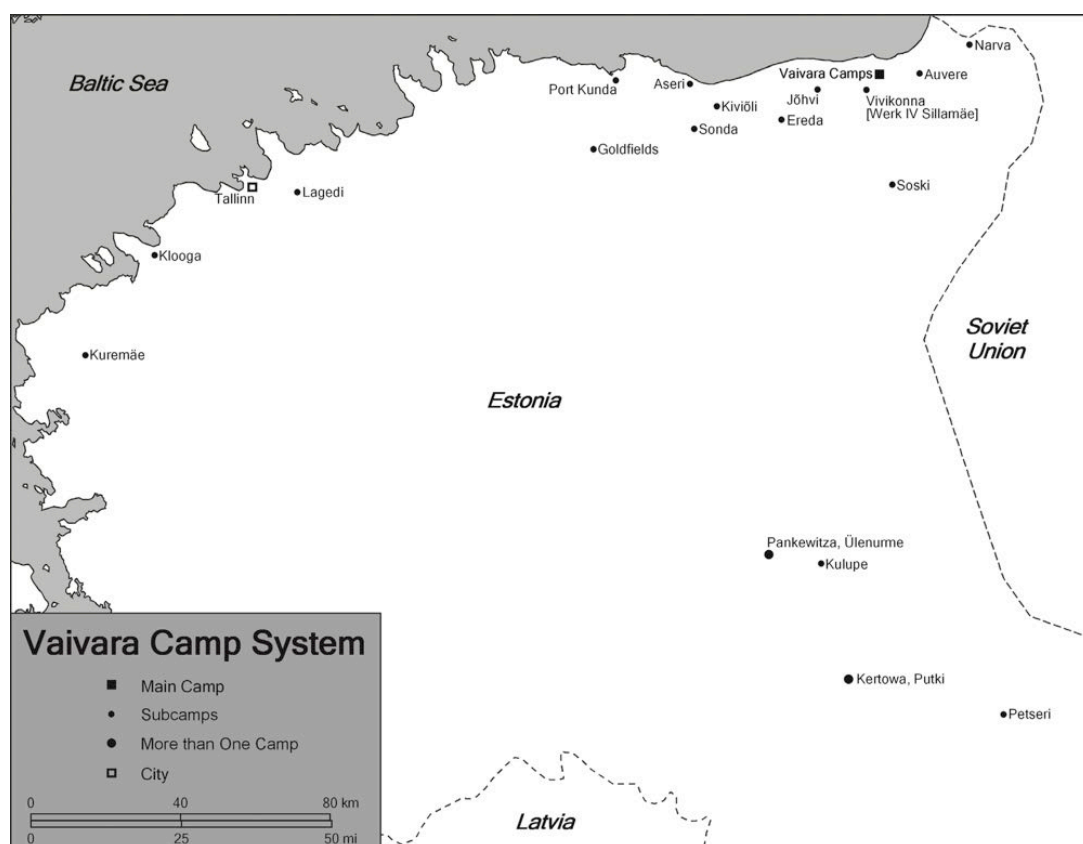 Narva
Baltic Sea
Vaivara Camps
Auvere
Port Kunda
Aseri
Jõhvi
Vivikonna
[Werk IV Sillamäe]
Kiviõli
Ereda
Sonda
Goldfields
Soski
Tallinn
Lagedi
Klooga
Soviet
Union
Kuremäe
Estonia
Pankewitza, Ülenurme
Kulupe
Kertowa, Putki
Petseri
Latvia
Vaivara Camp System
Main Camp
Subcamps
More than One Camp
City
0 40 80 km
0 25 50 mi